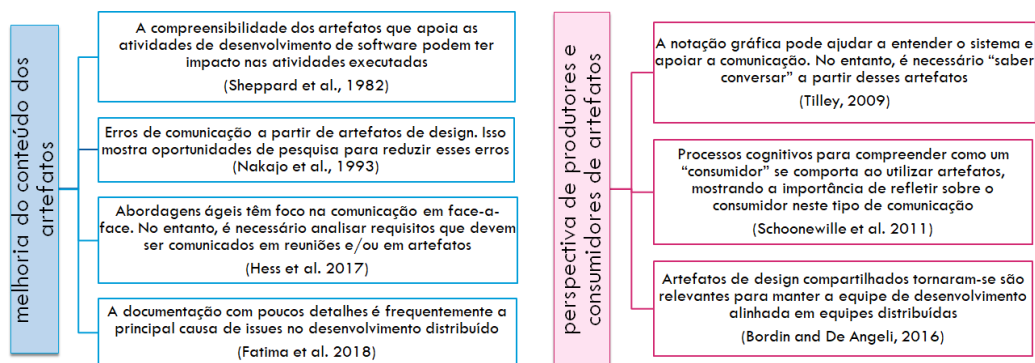 melhoria do conteúdo dos
artefatos
A compreensibilidade dos artefatos que apoia as
atividades de desenvolvimento de software podem ter
impacto nas atividades executadas
(Sheppard et al., 1982)
Erros de comunicação a partir de artefatos de design. Isso
mostra oportunidades de pesquisa para reduzir esses erros
(Nakajo et al., 1993)
Abordagens ágeis têm foco na comunicação em face-a-
face. No entanto, é necessário analisar requisitos que devem
ser comunicados em reuniões e/ou em artefatos
(Hess et al. 2017)
A documentação com poucos detalhes é frequentemente a
principal causa de issues no desenvolvimento distribuído
(Fatima et al. 2018)
perspectiva de produtores e
consumidores de artefatos
A notação gráfica pode ajudar a entender o sistema e
apoiar a comunicação. No entanto, é necessário “saber
conversar” a partir desses artefatos
(Tilley, 2009)
Processos cognitivos para compreender como um
“consumidor” se comporta ao utilizar artefatos,
mostrando a importância de refletir sobre o
consumidor neste tipo de comunicação
(Schoonewille et al. 2011)
Artefatos de design compartilhados tornaram-se são
relevantes para manter a equipe de desenvolvimento
alinhada em equipes distribuídas
(Bordin and De Angeli, 2016)